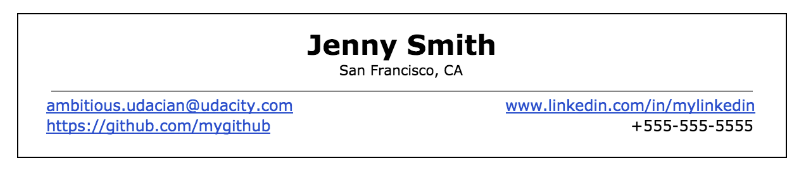 Jenny Smith
San Francisco, CA
ambitious.udacian@udacity.com www.linkedin.com/in/mylinkedin
https://github.com/mygithub +555-555-5555